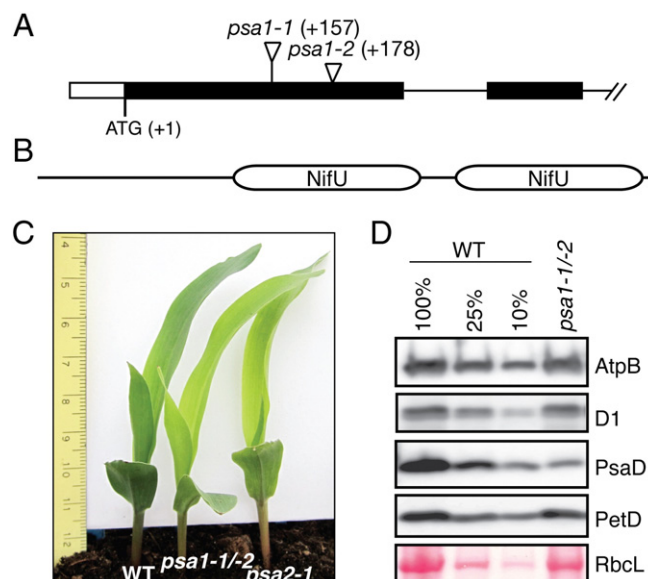 A
psa1-1 (+157)
psa1-2 (+178)
ATG (+1)
B
NifU NifU
C
4
5
6
7
8
9
10
11
12
WT psa1-1/-2 psa2-1
D
WT
100% 25% 10% psa1-1/-2
AtpB
D1
PsaD
PetD
RbcL